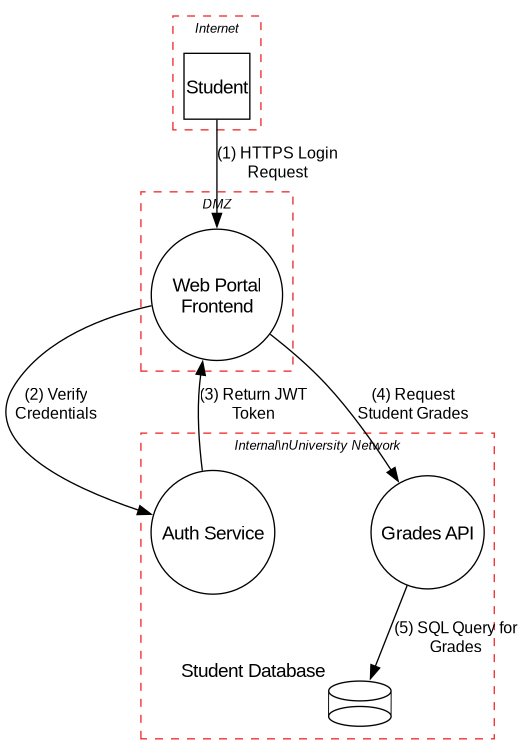 Internet
Student
(1) HTTPS Login
Request
DMZ
Web Portal
Frontend
(2) Verify
Credentials
(3) Return JWT
Token
(4) Request
Student Grades
Internal\nUniversity Network
Auth Service
Grades API
(5) SQL Query for
Grades
Student Database